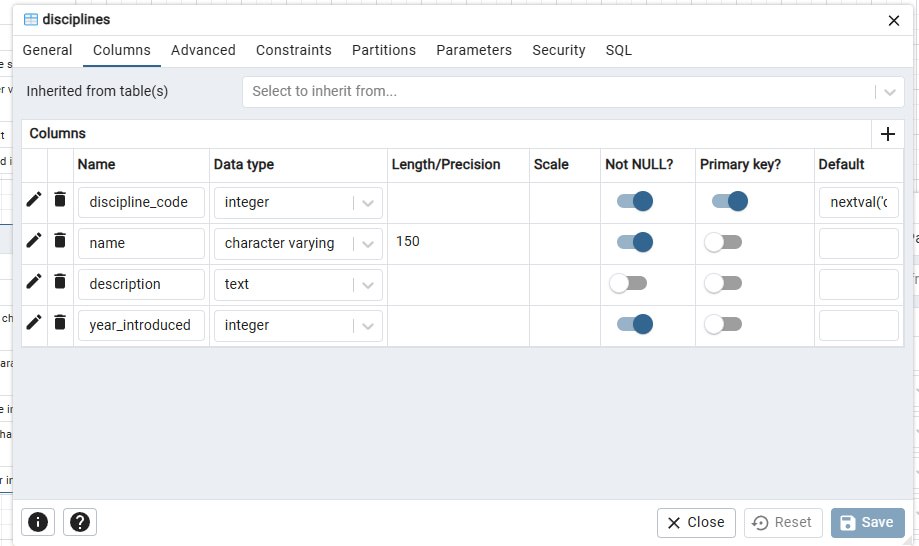 disciplines
General Columns Advanced Constraints Partitions Parameters Security SQL
Inherited from table(s) Select to inherit from...
Columns
Name Data type Length/Precision Scale Not NULL? Primary key? Default
discipline_code integer nextval('c
name character varying 150
description text
year_introduced integer
Close Reset Save